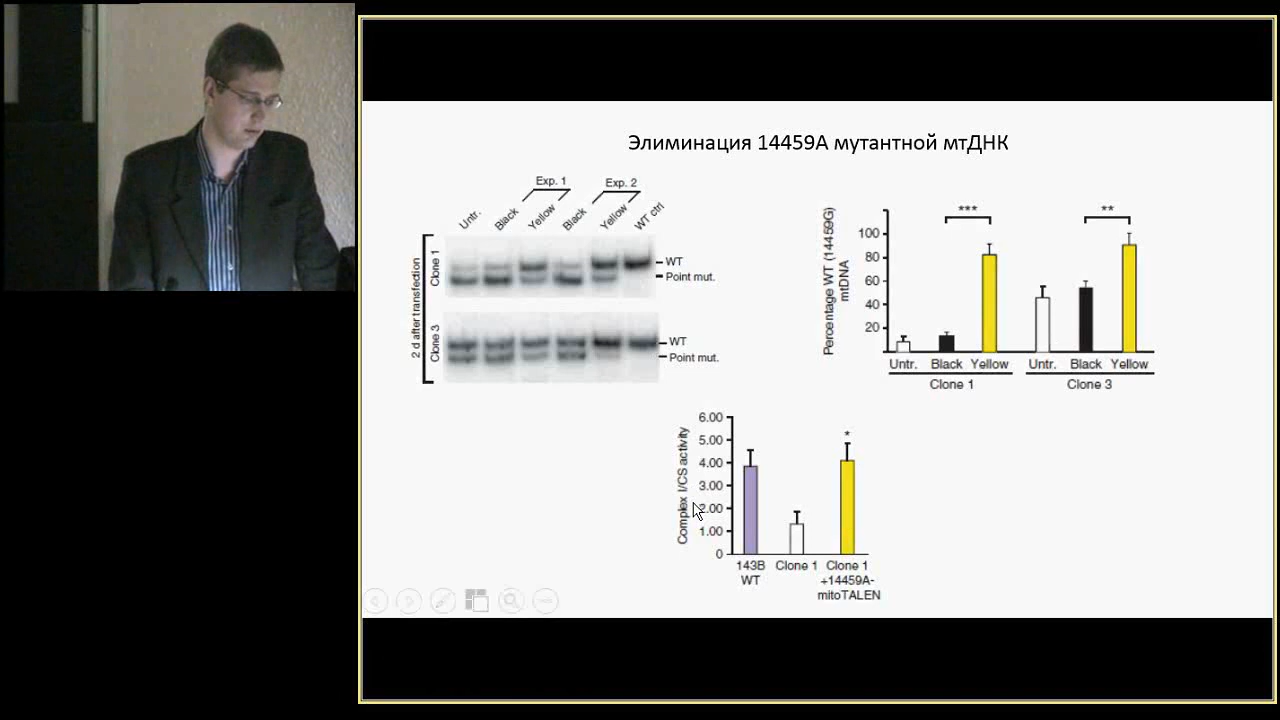 Элиминация 14459А мутантной мтДНК
Exp. 1
Exp. 2
Untr.
Black
Yellow
Black
Yellow
WT ctrl
2 d after transfection
Clone 1
WT
Point mut.
Clone 3
WT
Point mut.
Percentage WT (14459G)
mtDNA
100
80
60
40
20
***
**
Untr.
Black
Yellow
Untr.
Black
Yellow
Clone 1
Clone 3
Complex I/CS activity
6.00
5.00
4.00
3.00
2.00
1.00
0
*
143B
WT
Clone 1
Clone 1
+14459A-
mitoTALEN